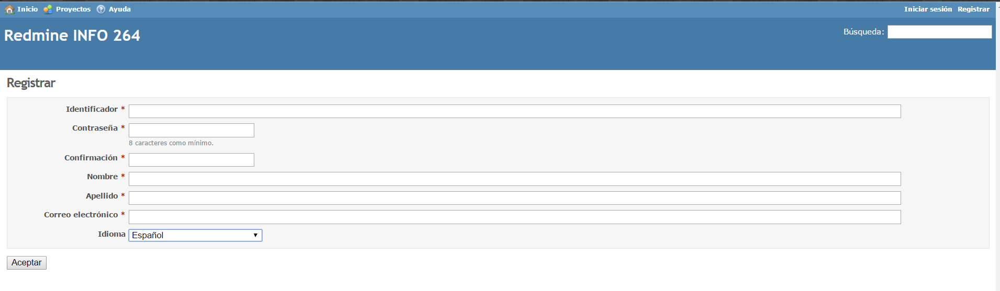 Inicio Proyectos Ayuda Iniciar sesión Registrar
Redmine INFO 264 Búsqueda:
Registrar
Identificador *
Contraseña *
8 caracteres como mínimo.
Confirmación *
Nombre *
Apellido *
Correo electrónico *
Idioma Español
Aceptar